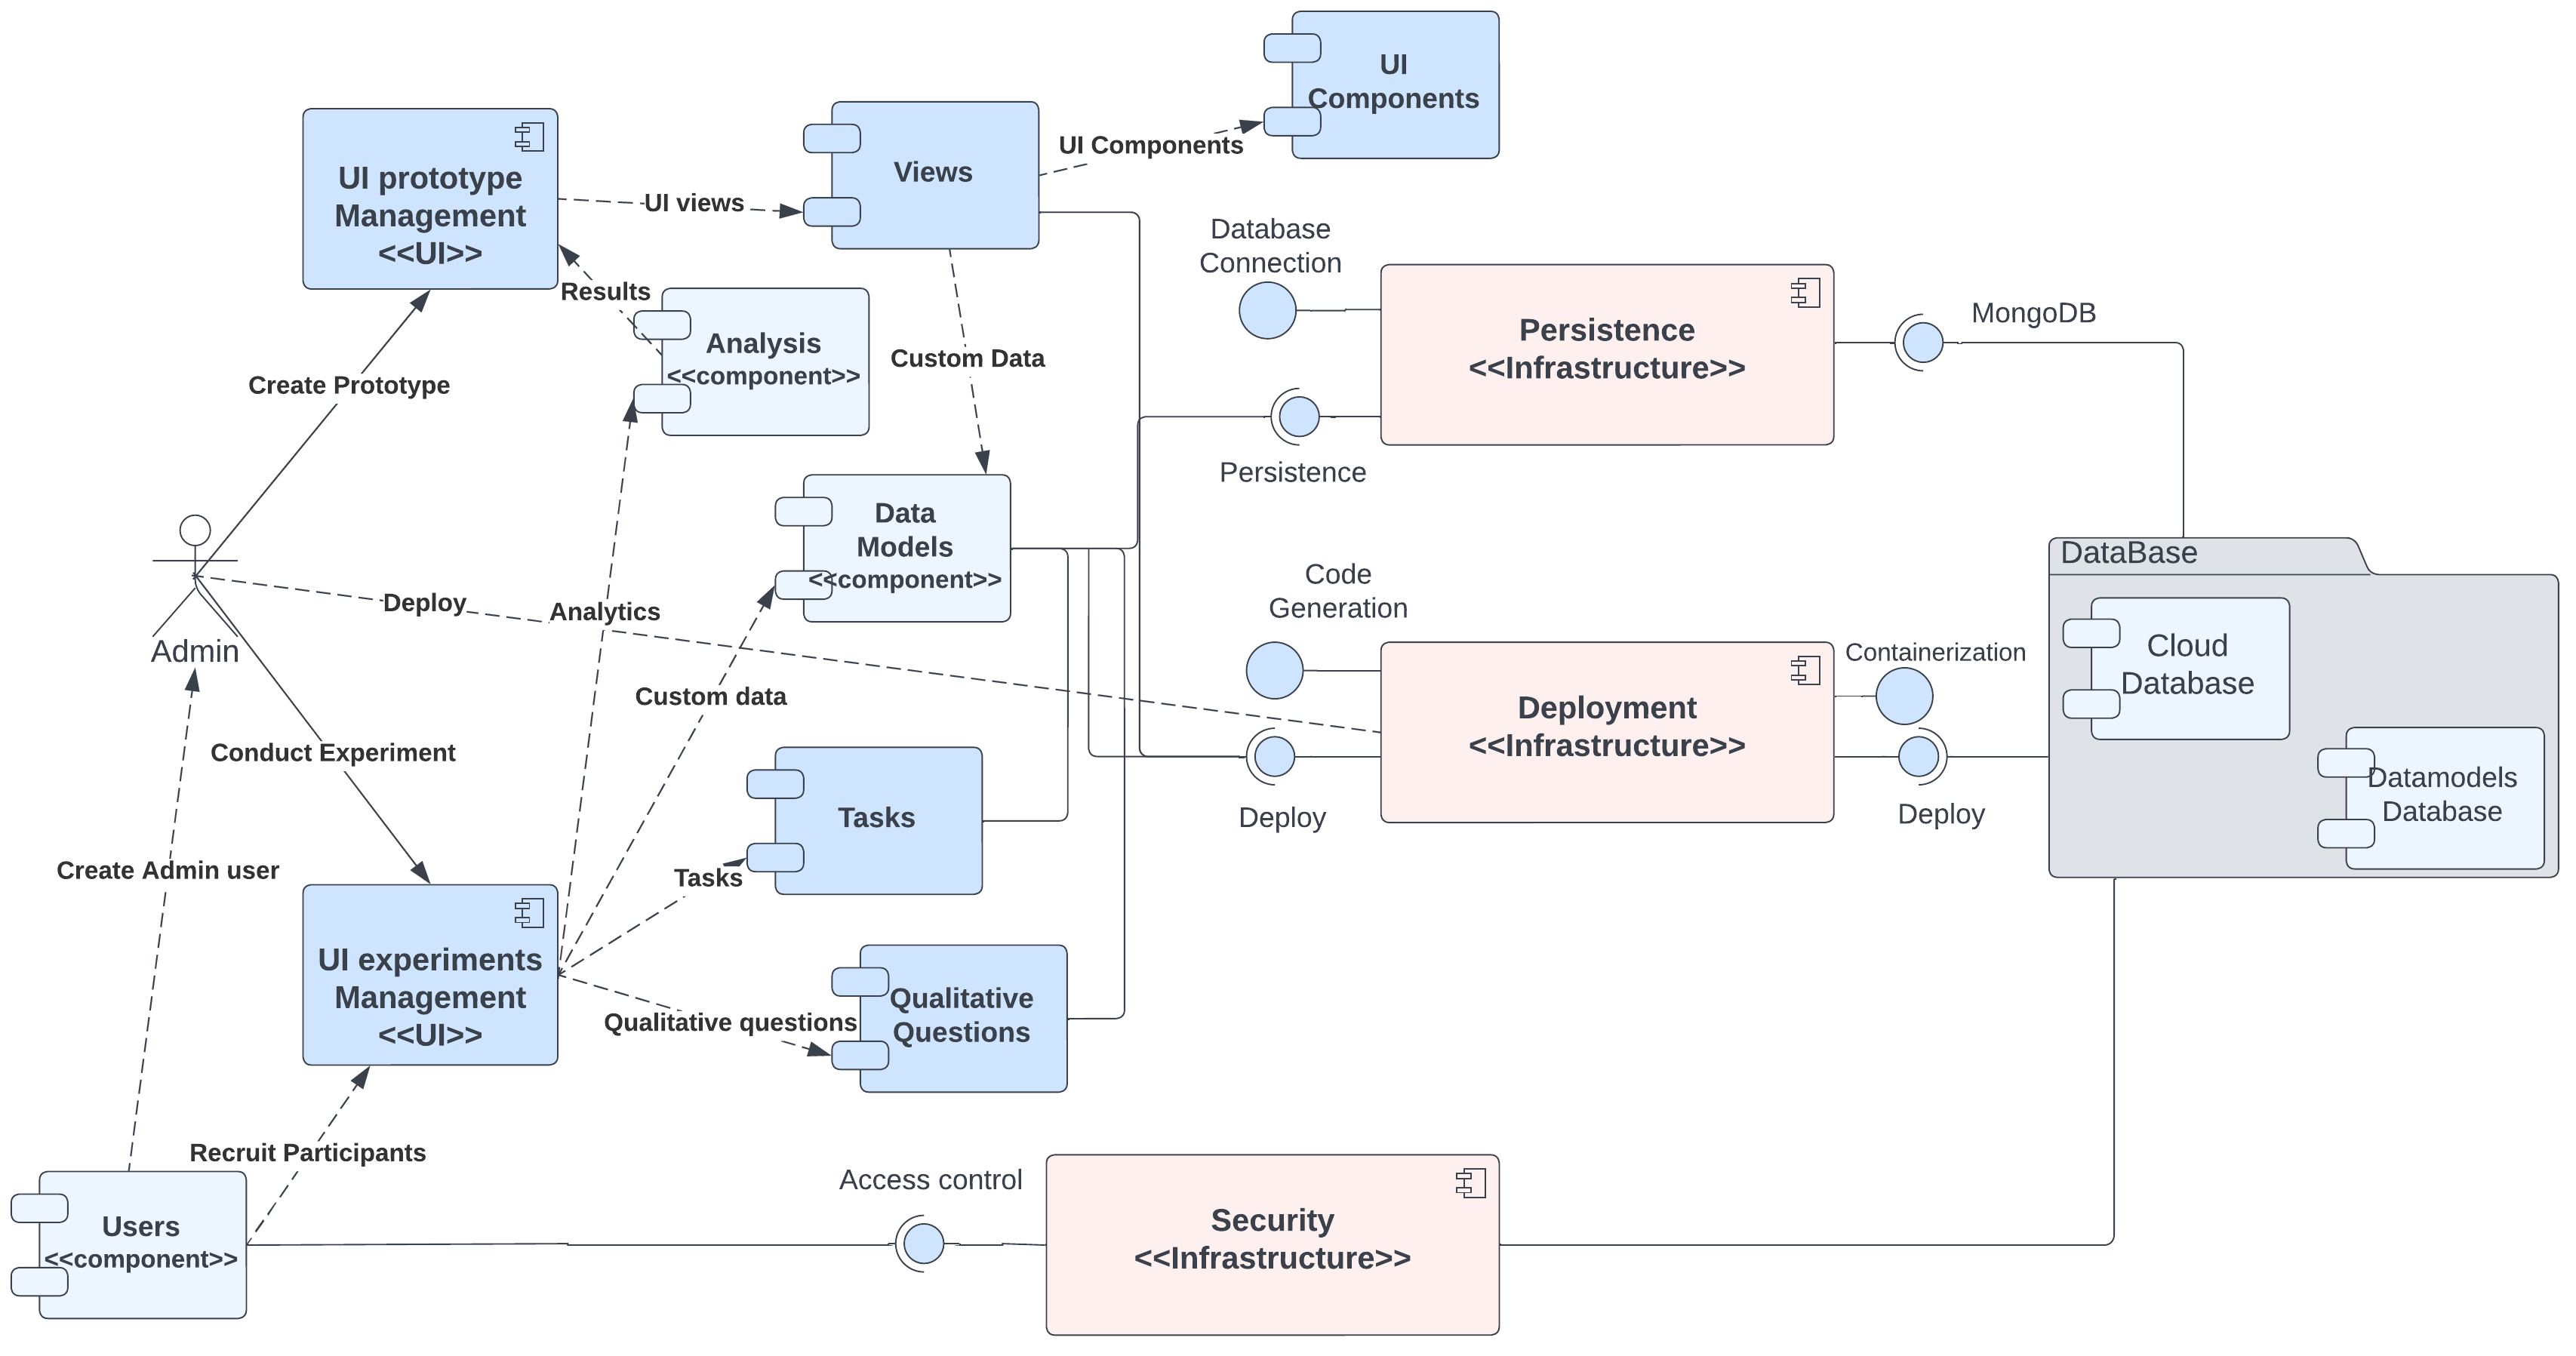 UI
Components
UI Components
Views
UI prototype
Management
<<UI>>
UI views
Database
Connection
Results
Analysis
<<component>>
Custom Data
Persistence
<<Infrastructure>>
MongoDB
Create Prototype
Persistence
Data
Models
<<component>>
DataBase
Code
Generation
Deploy
Analytics
Admin
Cloud
Database
Containerization
Custom data
Deployment
<<Infrastructure>>
Conduct Experiment
Datamodels
Database
Tasks
Deploy
Deploy
Create Admin user
Tasks
UI experiments
Management
<<UI>>
Qualitative
Questions
Qualitative questions
Recruit Participants
Access control
Users
<<component>>
Security
<<Infrastructure>>